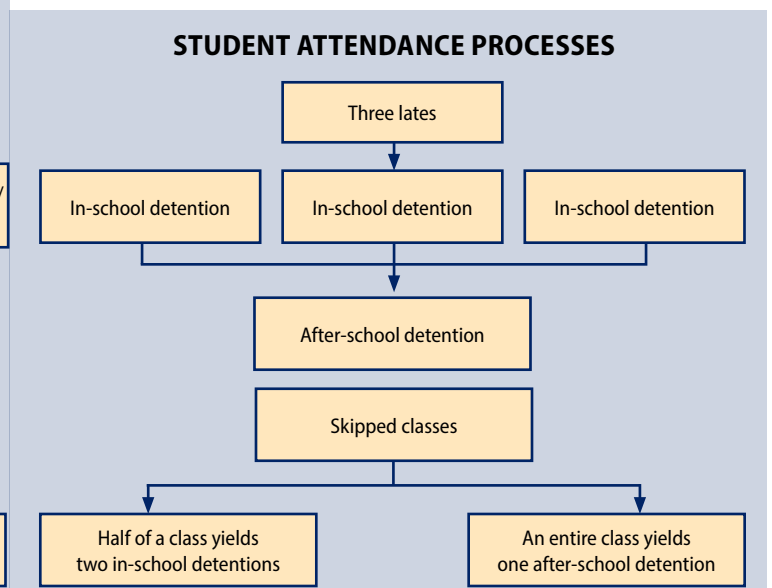 STUDENT ATTENDANCE PROCESSES
Three lates
In-school detention
In-school detention
In-school detention
After-school detention
Skipped classes
Half of a class yields
two in-school detentions
An entire class yields
one after-school detention